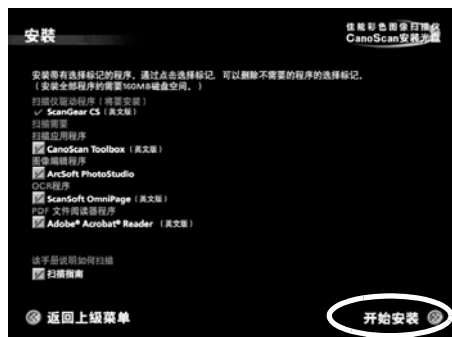 安装
佳能彩色图像扫描仪
CanoScan安装光盘
安装带有选择标记的程序。通过点击选择标记，可以删除不需要的程序的选择标记。
（安装全部程序约需要160MB磁盘空间。）
扫描仪驱动程序（将要安装）
ScanGear CS（英文版）
扫描需要
扫描应用程序
CanoScan Toolbox（英文版）
图像编辑程序
ArcSoft PhotoStudio
OCR程序
ScanSoft OmniPage（英文版）
PDF 文件阅读器程序
Adobe® Acrobat® Reader（英文版）
该手册说明如何扫描
扫描指南
返回上级菜单
开始安装